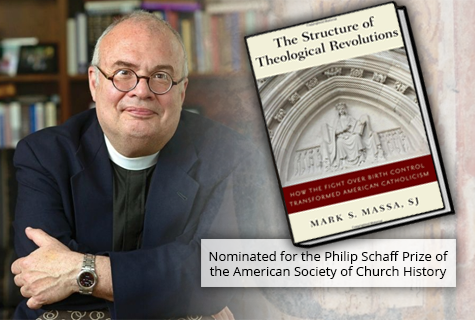 The Structure of
Theological Revolutions
HOW THE FIGHT OVER BIRTH CONTROL
TRANSFORMED AMERICAN CATHOLICISM
MARK S. MASSA, SJ
Nominated for the Philip Schaff Prize of
the American Society of Church History